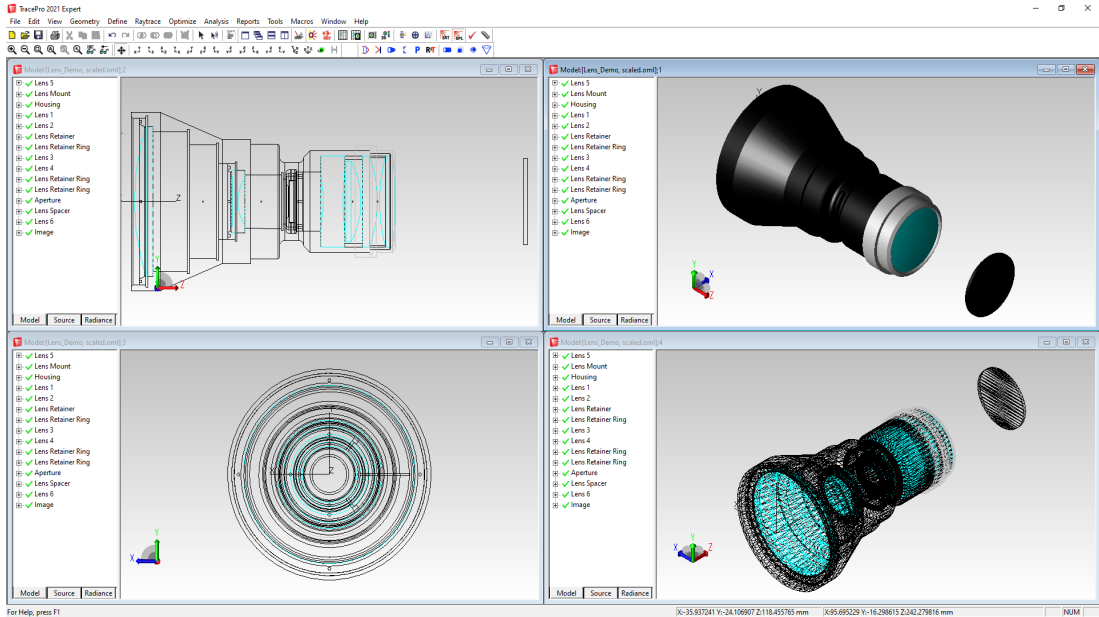 TracePro 2021 Expert
File Edit View Geometry Define Raytrace Optimize Analysis Reports Tools Macros Window Help
Model:[Lens_Demo, scaled.oml]:2
Lens 5
Lens Mount
Housing
Lens 1
Lens 2
Lens Retainer
Lens Retainer Ring
Lens 3
Lens 4
Lens Retainer Ring
Lens Retainer Ring
Aperture
Lens Spacer
Lens 6
Image
Z
Y
Z
Model Source Radiance
Model:[Lens_Demo, scaled.oml]:1
Lens 5
Lens Mount
Housing
Lens 1
Lens 2
Lens Retainer
Lens Retainer Ring
Lens 3
Lens 4
Lens Retainer Ring
Lens Retainer Ring
Aperture
Lens Spacer
Lens 6
Image
Y
Y
X
Z
Model Source Radiance
Model:[Lens_Demo, scaled.oml]:3
Lens 5
Lens Mount
Housing
Lens 1
Lens 2
Lens Retainer
Lens Retainer Ring
Lens 3
Lens 4
Lens Retainer Ring
Lens Retainer Ring
Aperture
Lens Spacer
Lens 6
Image
X
Z
Y
X
Model Source Radiance
Model:[Lens_Demo, scaled.oml]:4
Lens 5
Lens Mount
Housing
Lens 1
Lens 2
Lens Retainer
Lens Retainer Ring
Lens 3
Lens 4
Lens Retainer Ring
Lens Retainer Ring
Aperture
Lens Spacer
Lens 6
Image
Y
X
Z
Model Source Radiance
For Help, press F1
X:-35.937241 Y:-24.106907 Z:118.455765 mm
X:95.695229 Y:-16.298615 Z:242.279816 mm
NUM